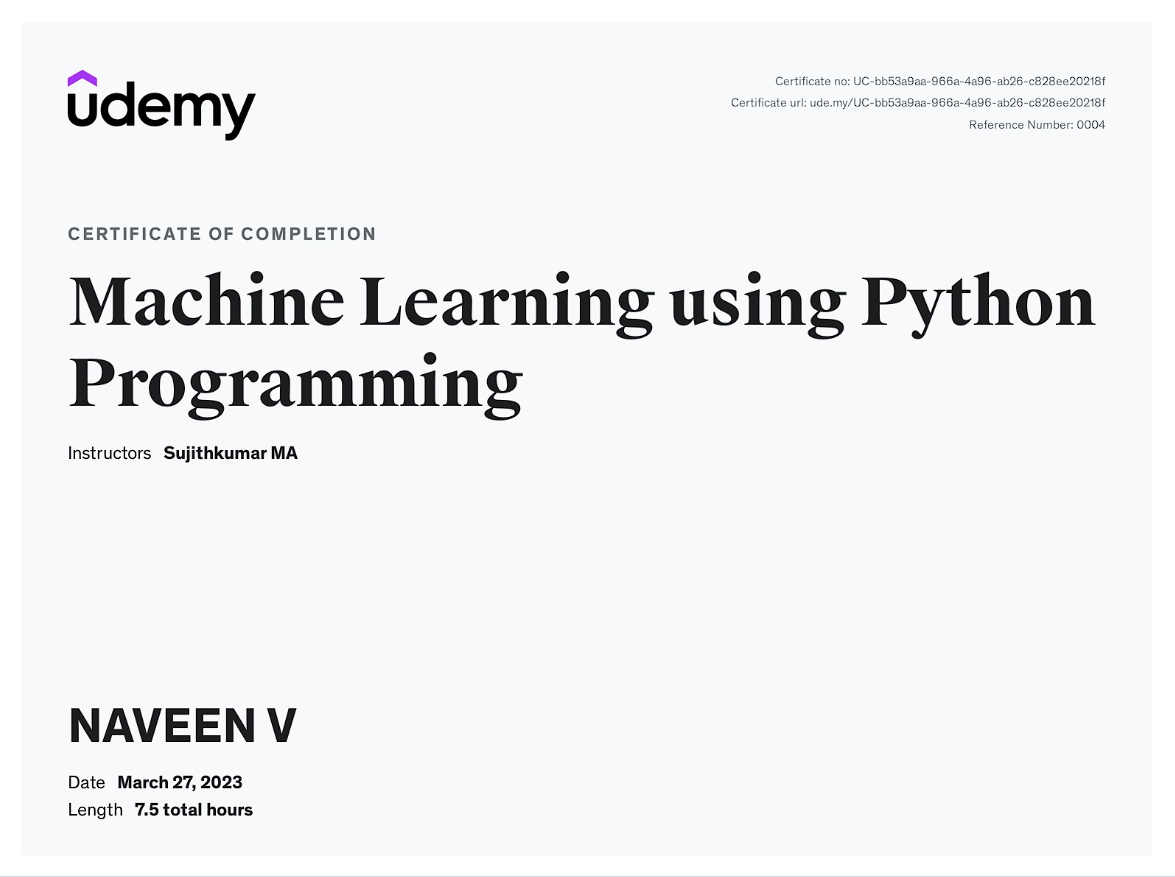 udemy
Certificate no: UC-bb53a9aa-966a-4a96-ab26-c828ee20218f
Certificate url: ude.my/UC-bb53a9aa-966a-4a96-ab26-c828ee20218f
Reference Number: 0004
CERTIFICATE OF COMPLETION
Machine Learning using Python
Programming
Instructors Sujithkumar MA
NAVEEN V
Date March 27, 2023
Length 7.5 total hours